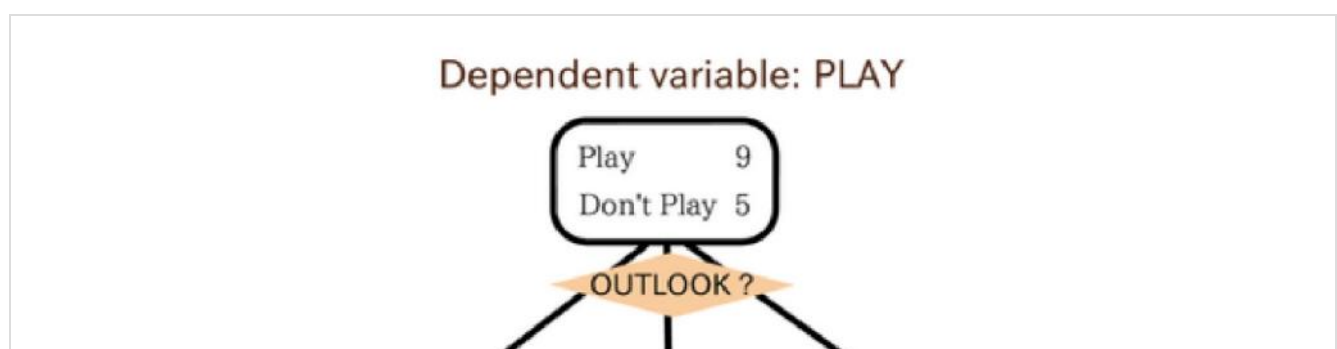 Dependent variable: PLAY
Play 9
Don't Play 5
OUTLOOK ?